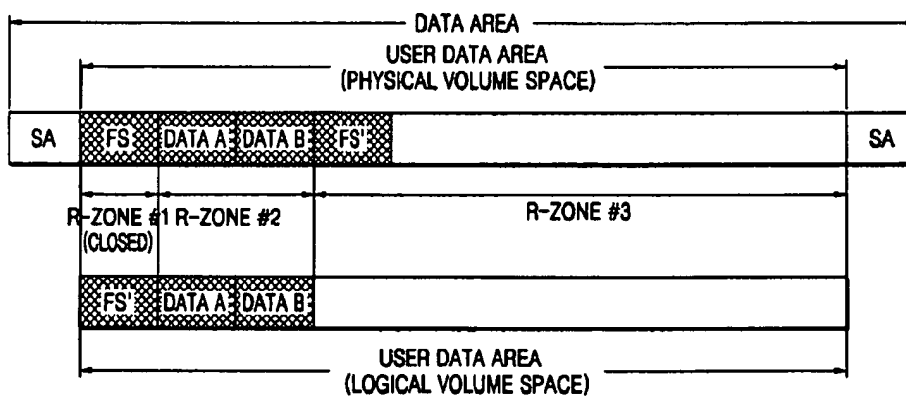 DATA AREA
USER DATA AREA
(PHYSICAL VOLUME SPACE)
SA FS DATA A DATA B FS' SA
R-ZONE #1 R-ZONE #2 R-ZONE #3
(CLOSED)
FS' DATA A DATA B
USER DATA AREA
(LOGICAL VOLUME SPACE)